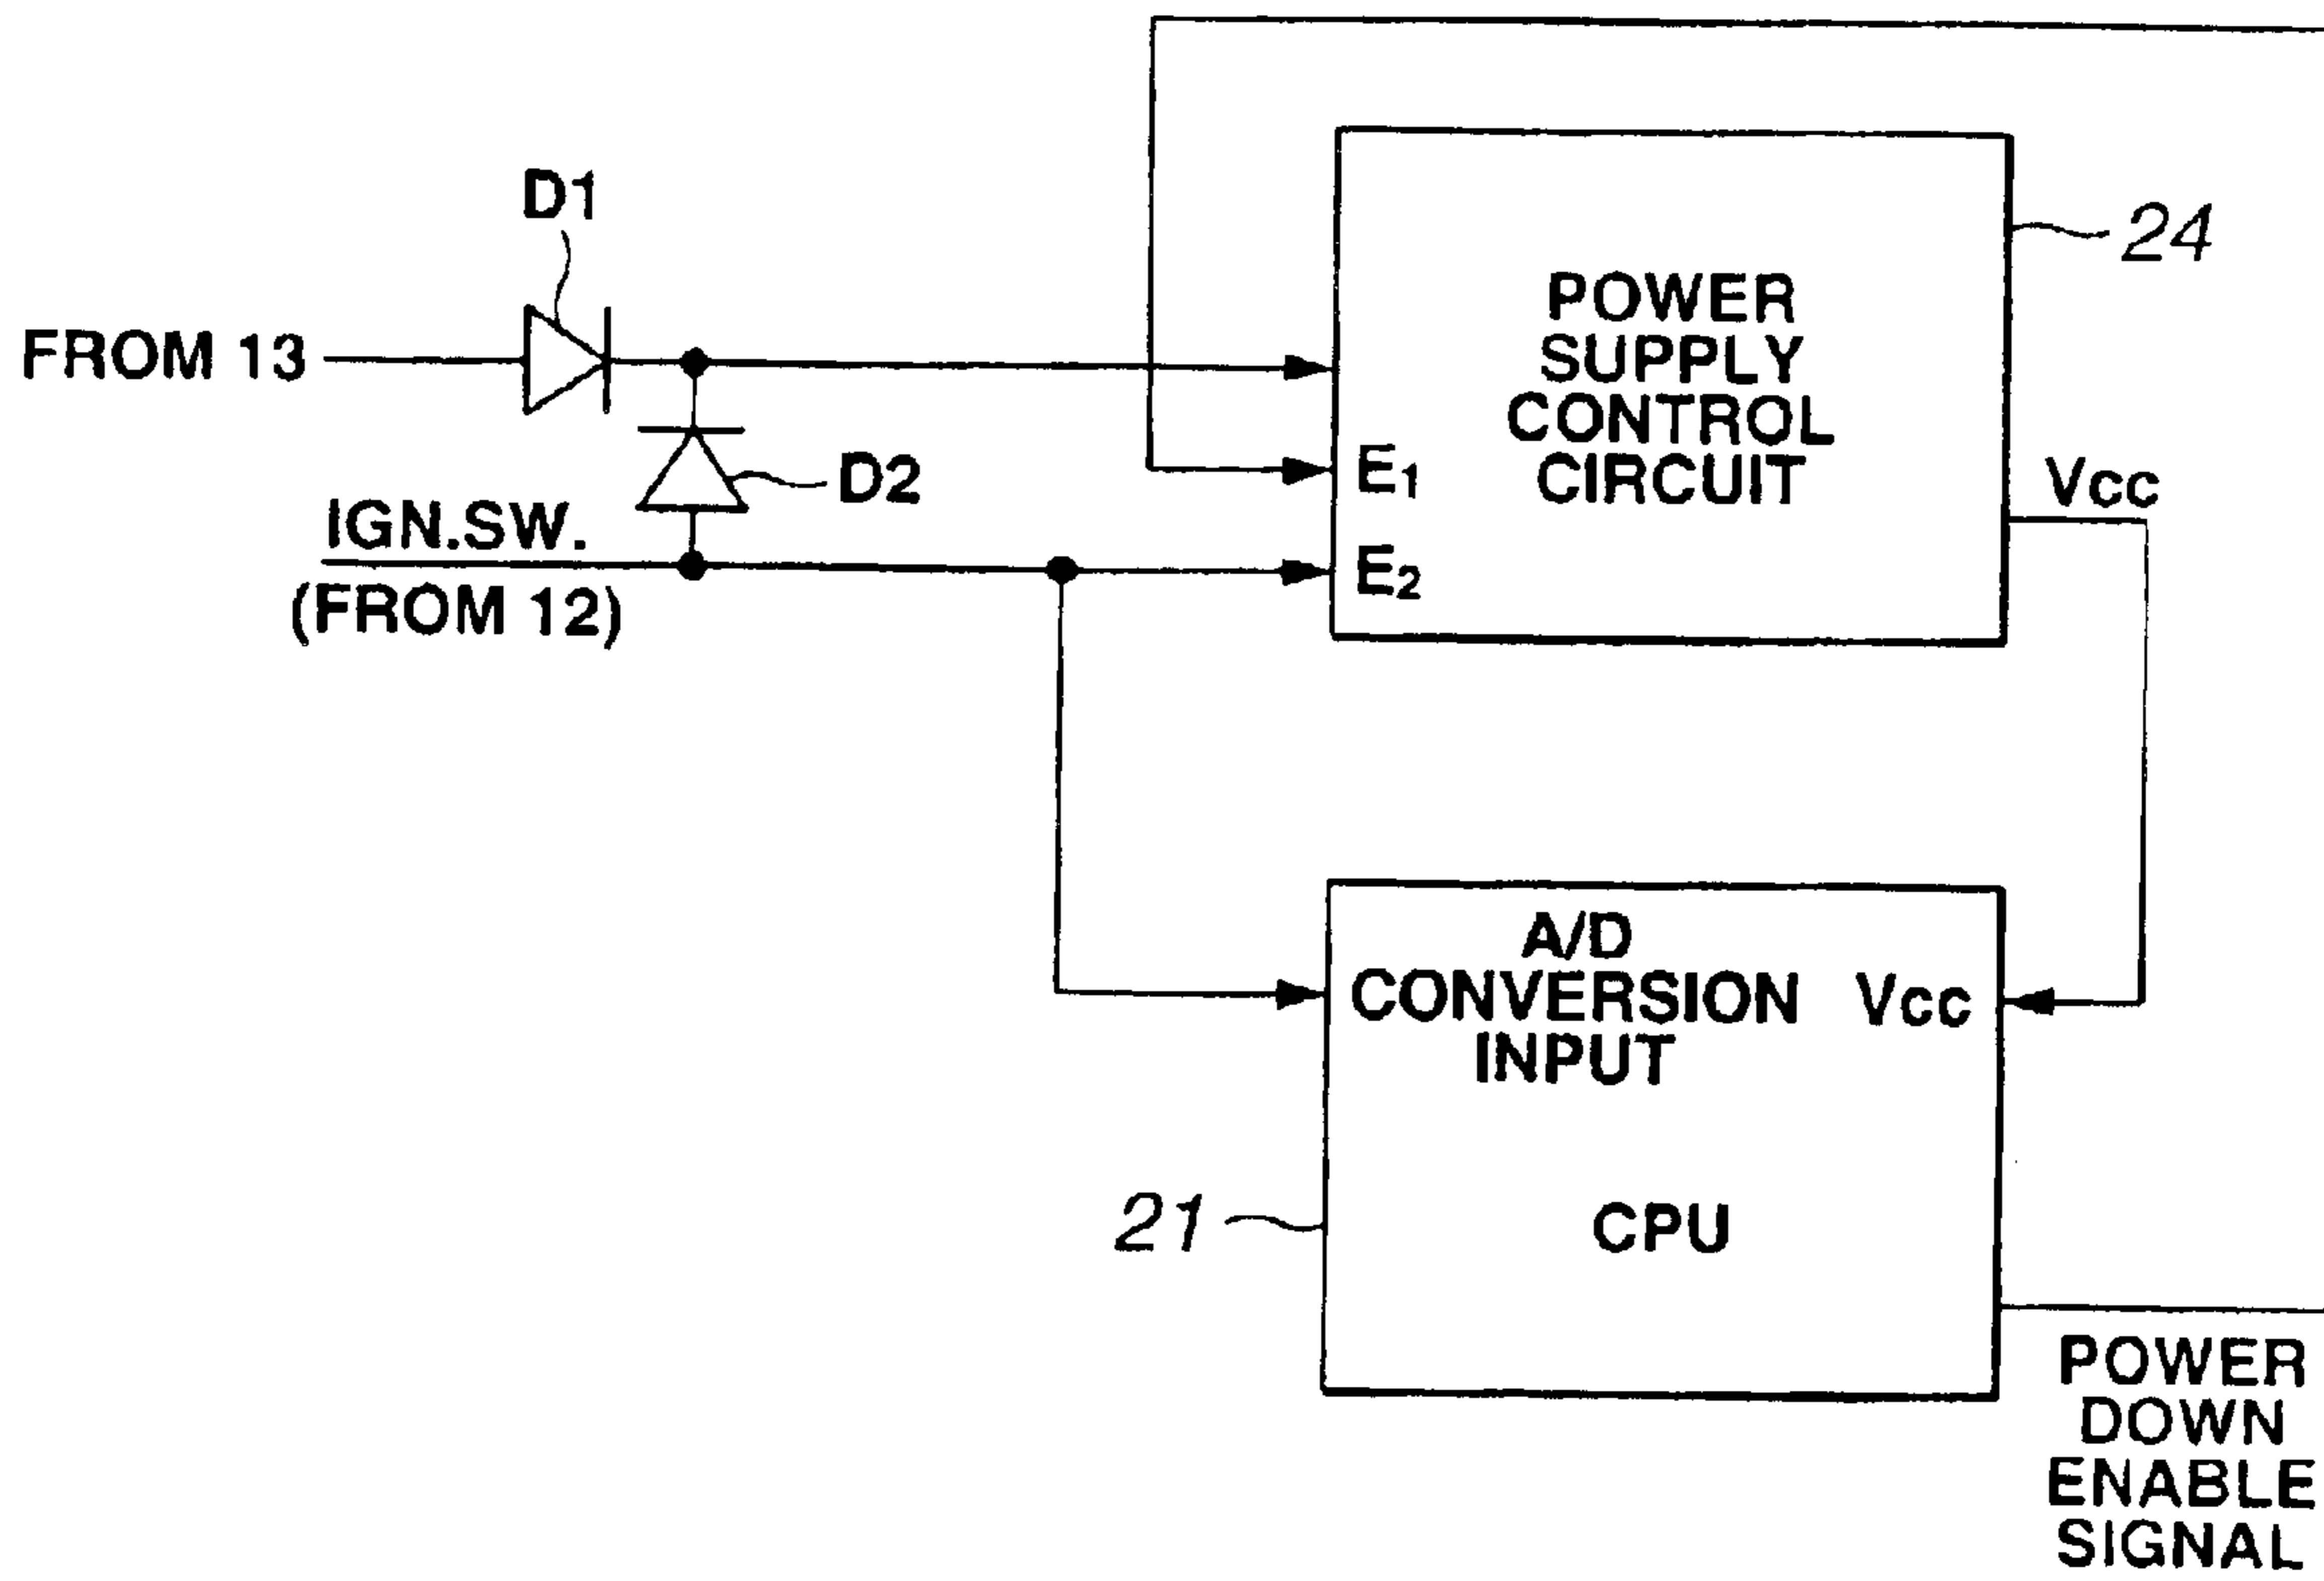 D1
24
POWER
SUPPLY
CONTROL
CIRCUIT
FROM 13
E1
D2
Vcc
IGN.SW.
(FROM 12)
E2
A/D
CONVERSION
INPUT
Vcc
21
CPU
POWER
DOWN
ENABLE
SIGNAL